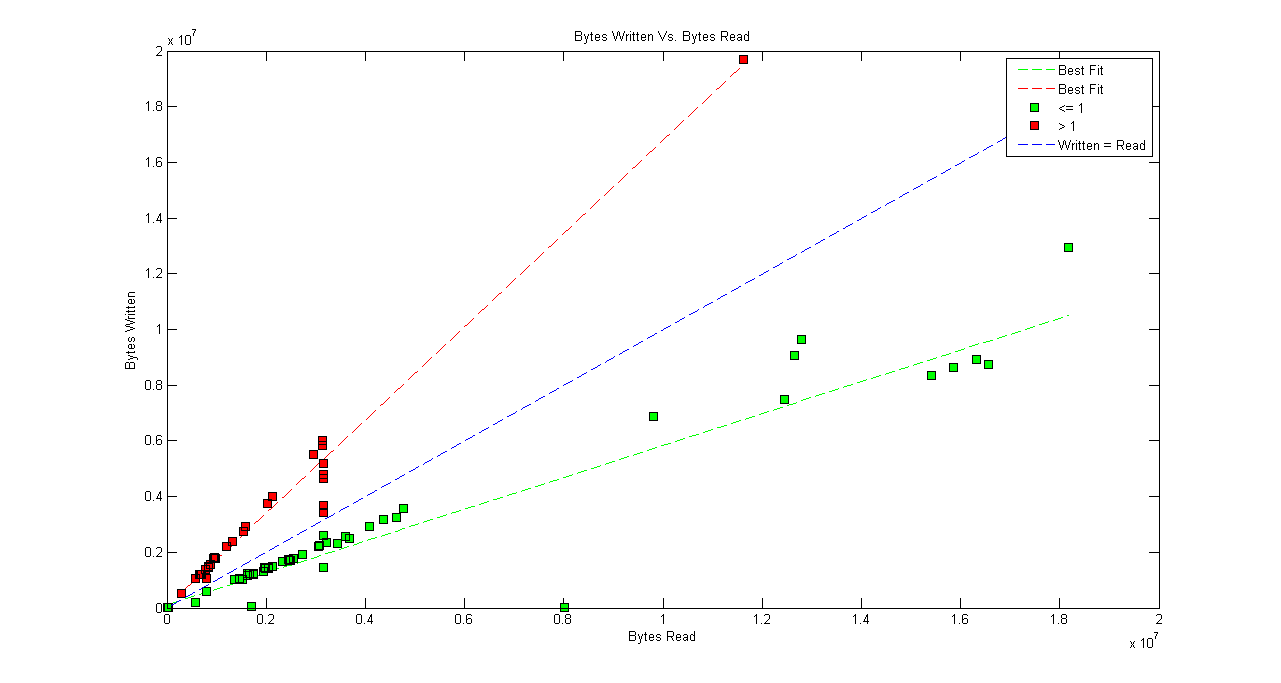 Bytes Written Vs. Bytes Read
x 10^7
2
1.8
1.6
1.4
1.2
1
0.8
0.6
0.4
0.2
0
Bytes Written
Best Fit
Best Fit
<= 1
> 1
Written = Read
0 0.2 0.4 0.6 0.8 1 1.2 1.4 1.6 1.8 2
Bytes Read
x 10^7